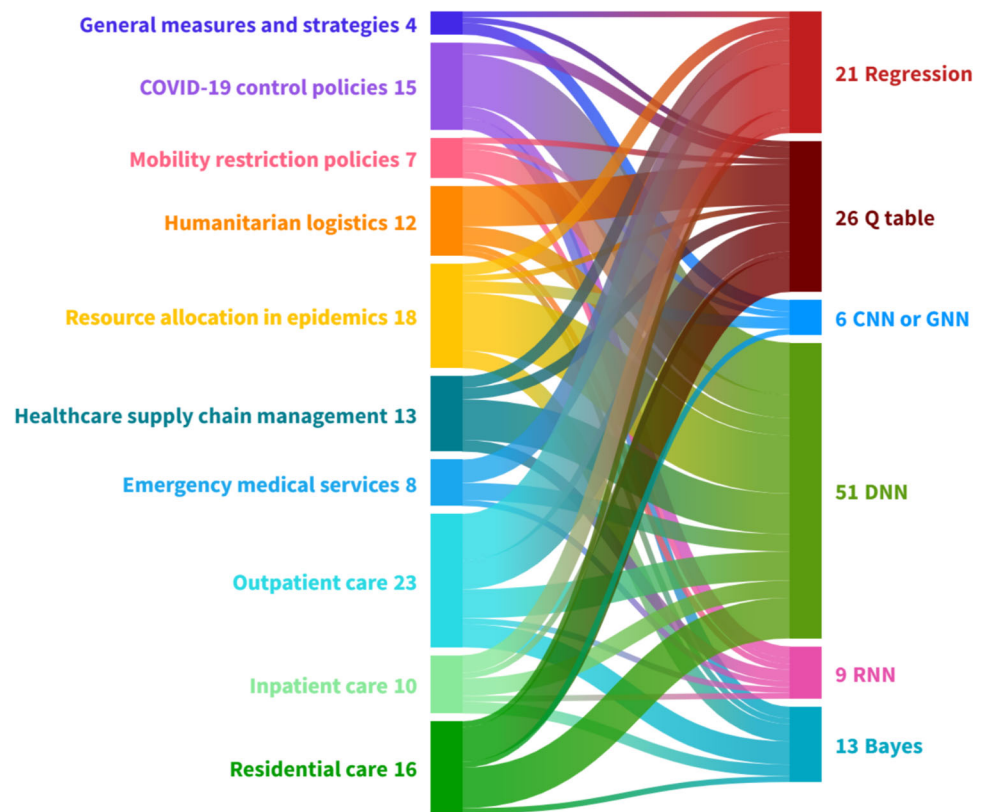 General measures and strategies 4
COVID-19 control policies 15
Mobility restriction policies 7
Humanitarian logistics 12
Resource allocation in epidemics 18
Healthcare supply chain management 13
Emergency medical services 8
Outpatient care 23
Inpatient care 10
Residential care 16
21 Regression
26 Q table
6 CNN or GNN
51 DNN
9 RNN
13 Bayes